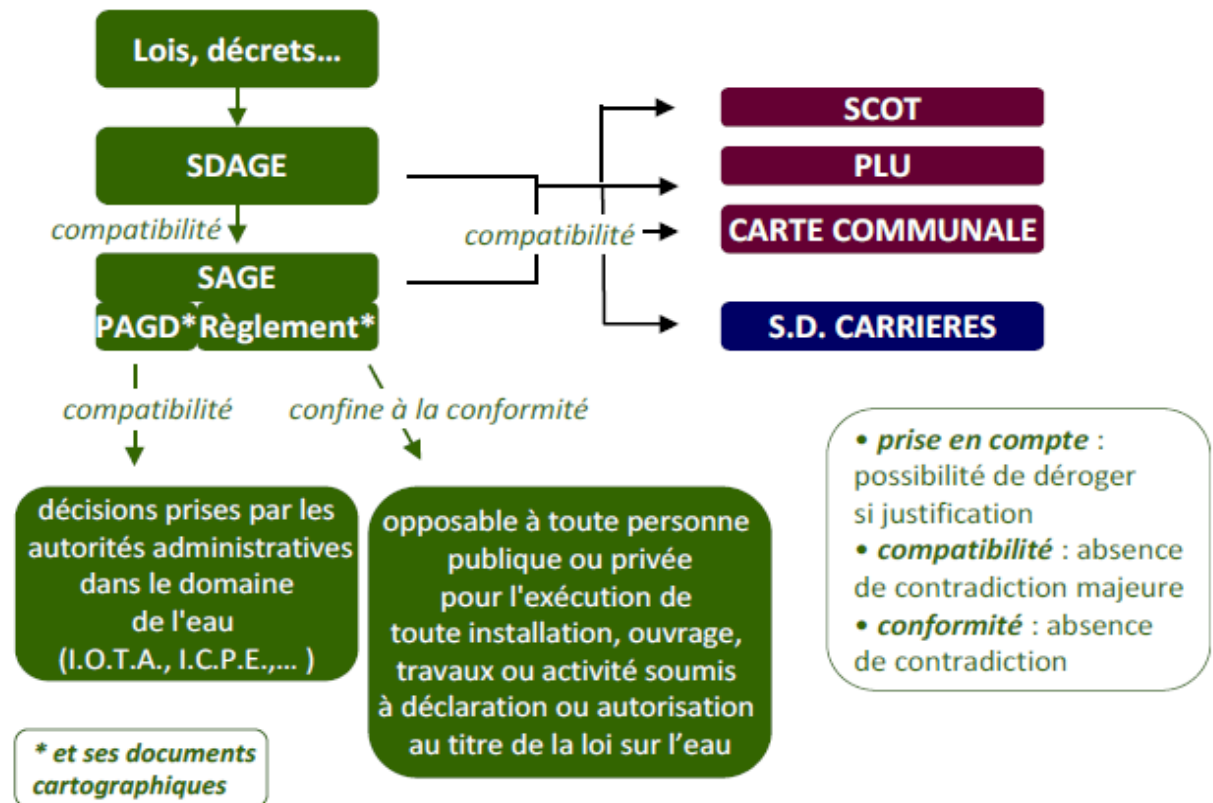 Lois, décrets...
SDAGE
compatibilité
SAGE
PAGD*
Règlement*
compatibilité
SCOT
PLU
CARTE COMMUNALE
S.D. CARRIERES
compatibilité
confine à la conformité
décisions prises par les
autorités administratives
dans le domaine
de l'eau
(I.O.T.A., I.C.P.E.,... )
opposable à toute personne
publique ou privée
pour l'exécution de
toute installation, ouvrage,
travaux ou activité soumis
à déclaration ou autorisation
au titre de la loi sur l’eau
• prise en compte :
possibilité de déroger
si justification
• compatibilité : absence
de contradiction majeure
• conformité : absence
de contradiction
* et ses documents
cartographiques